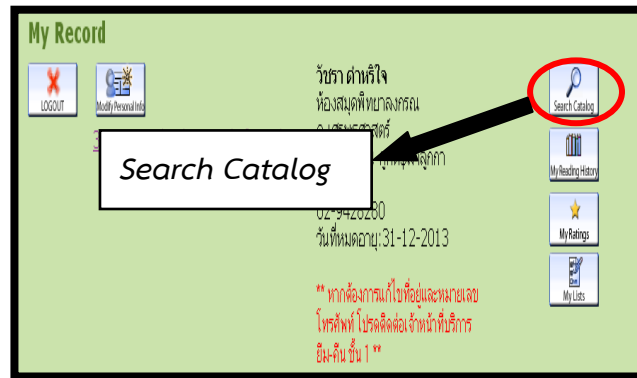 My Record
LOGOUT
Modify Personal Info
วัชรา ดำหริใจ
ห้องสมุดพิทยาลงกรณ
Search Catalog
My Reading History
Search Catalog
02-9428280
วันที่หมดอายุ:31-12-2013
My Ratings
My Lists
** หากต้องการแก้ไขที่อยู่และหมายเลข
โทรศัพท์ โปรดติดต่อเจ้าหน้าที่บริการ
ยืม-คืน ชั้น 1 **